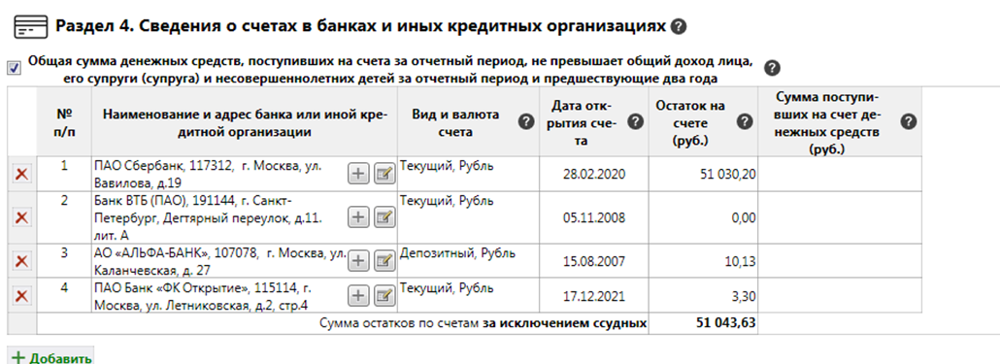 Раздел 4. Сведения о счетах в банках и иных кредитных организациях ?
Общая сумма денежных средств, поступивших на счета за отчетный период, не превышает общий доход лица, ?
его супруги (супруга) и несовершеннолетних детей за отчетный период и предшествующие два года
№ п/п
Наименование и адрес банка или иной кре-
дитной организации
Вид и валюта
счета ?
Дата отк-
рытия сче- ?
та
Остаток на
счете ?
(руб.)
Сумма поступи-
вших на счет де- ?
нежных средств
(руб.)
1
ПАО Сбербанк, 117312, г. Москва, ул.
Вавилова, д.19
Текущий, Рубль
28.02.2020
51 030,20
2
Банк ВТБ (ПАО), 191144, г. Санкт-
Петербург, Дегтярный переулок, д.11.
лит. А
Текущий, Рубль
05.11.2008
0,00
3
АО «АЛЬФА-БАНК», 107078, г. Москва, ул.
Каланчевская, д. 27
Депозитный, Рубль
15.08.2007
10,13
4
ПАО Банк «ФК Открытие», 115114, г.
Москва, ул. Летниковская, д.2, стр.4
Текущий, Рубль
17.12.2021
3,30
Сумма остатков по счетам за исключением ссудных 51 043,63
+ Добавить